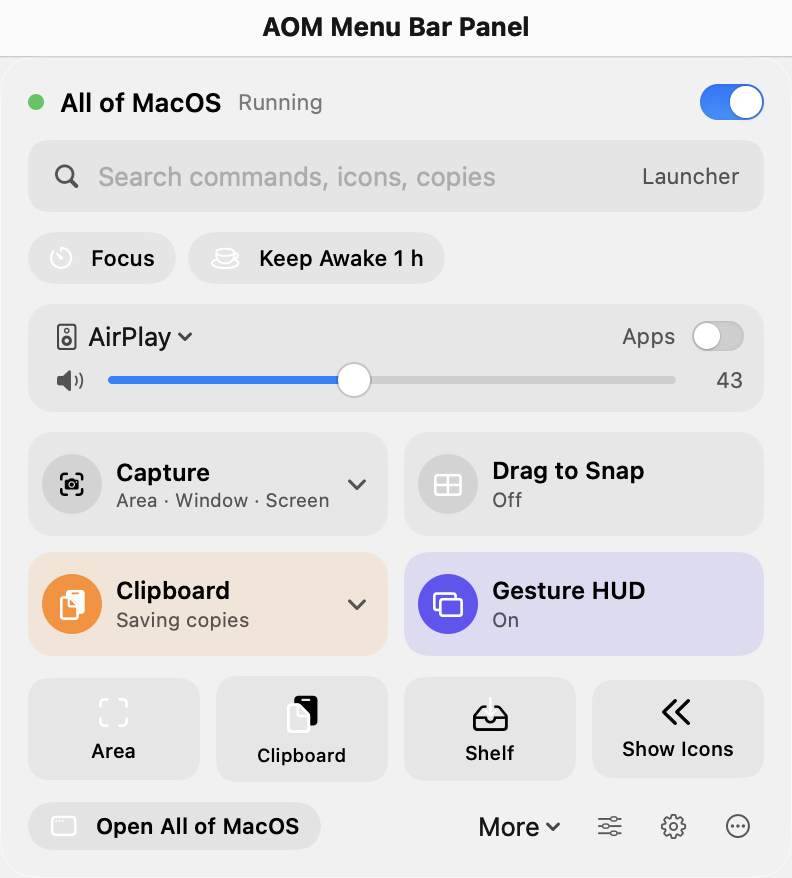 AOM Menu Bar Panel
All of MacOS Running
Search commands, icons, copies Launcher
Focus Keep Awake 1 h
AirPlay Apps
43
Capture
Area · Window · Screen
Drag to Snap
Off
Clipboard
Saving copies
Gesture HUD
On
Area Clipboard Shelf Show Icons
Open All of MacOS More